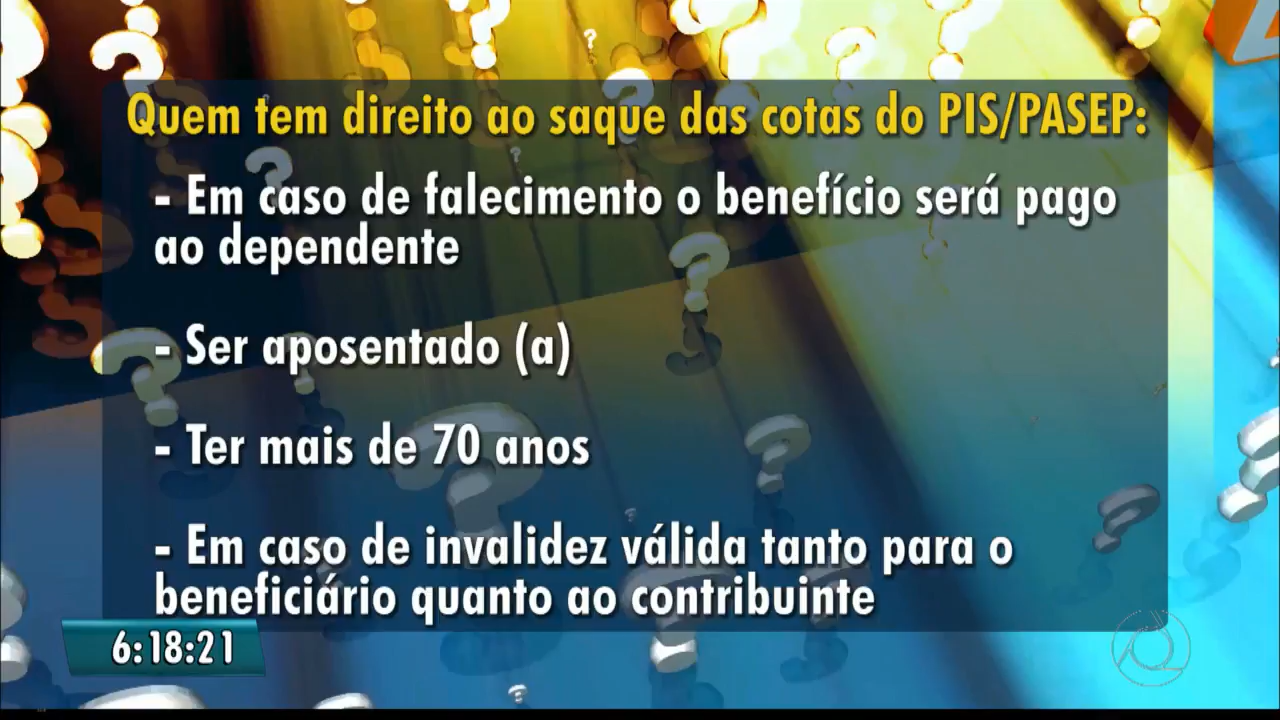 Quem tem direito ao saque das cotas do PIS/PASEP:
- Em caso de falecimento o benefício será pago
ao dependente
- Ser aposentado (a)
- Ter mais de 70 anos
- Em caso de invalidez válida tanto para o
beneficiário quanto ao contribuinte
6:18:21